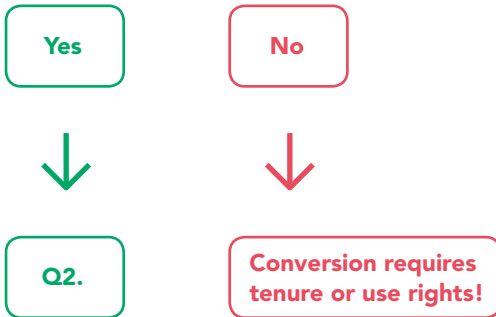 Yes
No
Q2.
Conversion requires
tenure or use rights!